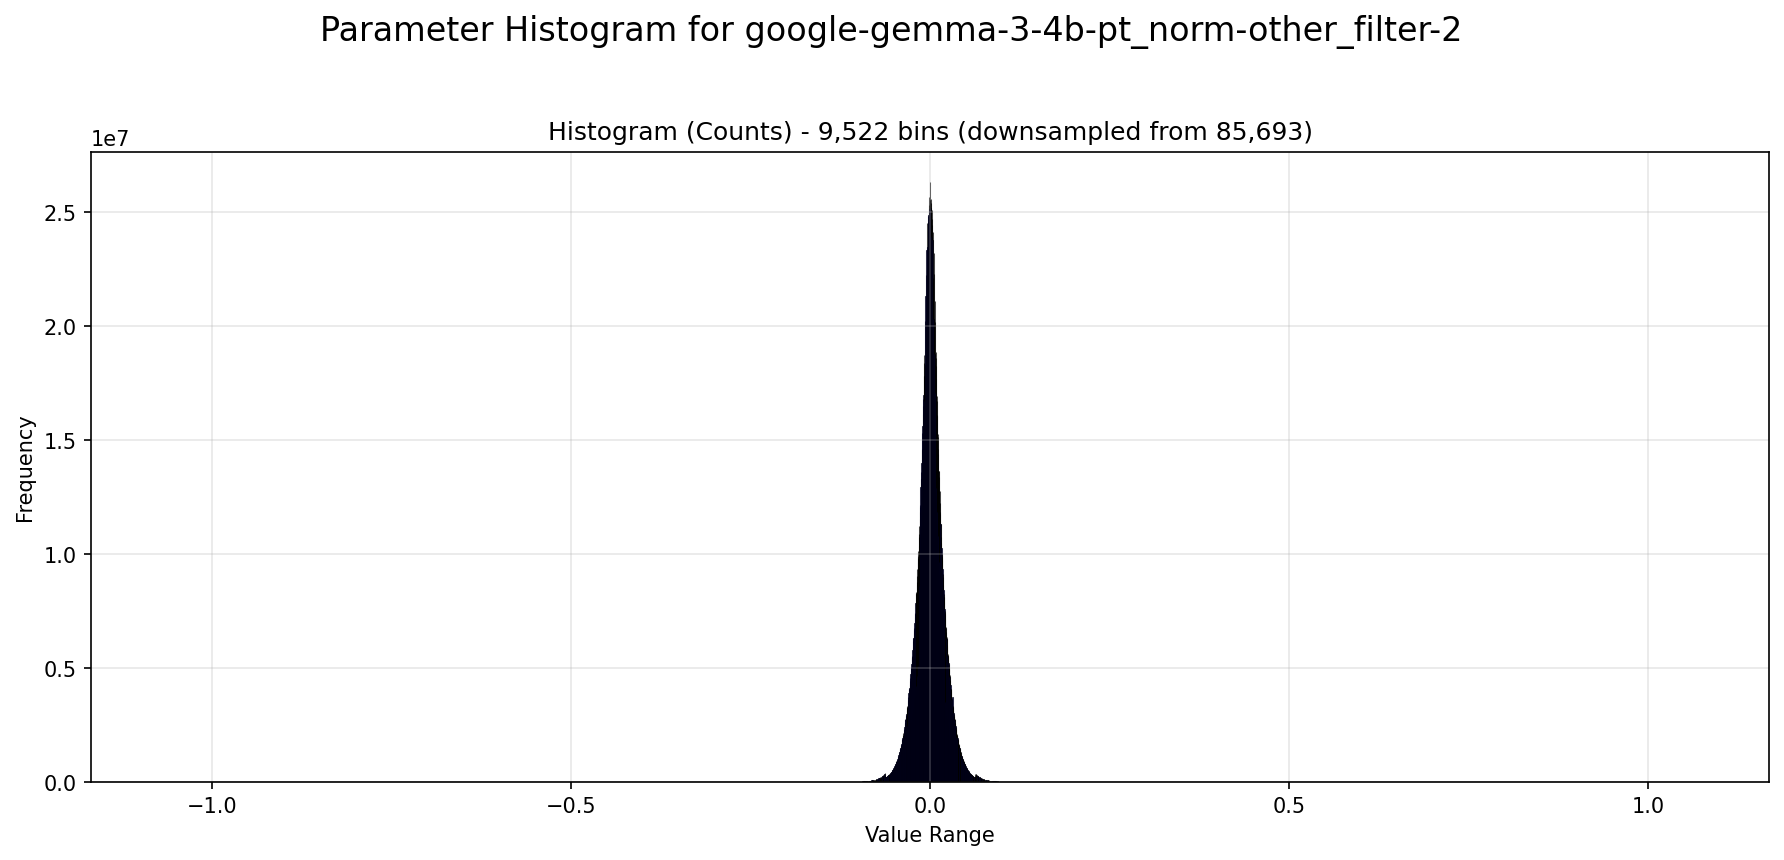 Parameter Histogram for google-gemma-3-4b-pt_norm-other_filter-2
Histogram (Counts) - 9,522 bins (downsampled from 85,693)
1e7
2.5
2.0
1.5
1.0
0.5
0.0
Frequency
−1.0
−0.5
0.0
0.5
1.0
Value Range